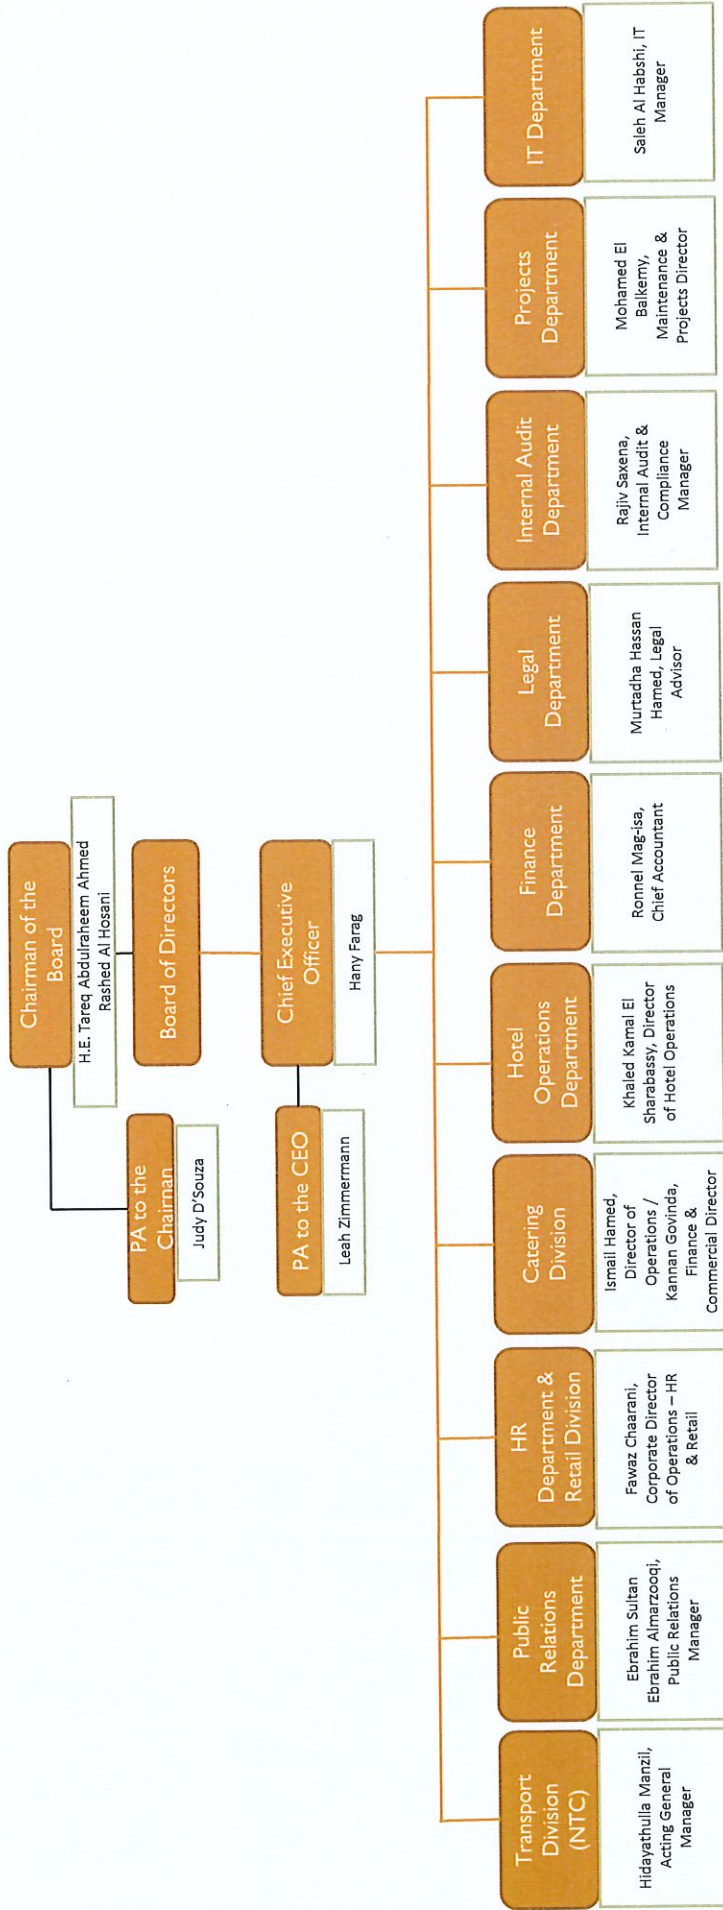 Chairman of the
Board
H.E. Tareq Abdulraheem Ahmed
Rashed Al Hosani
PA to the
Chairnan
Judy D'Souza
Board of Directors
Chief Executive
Officer
Hany Farag
PA to the CEO
Leah Zimmermann
Transport
Division
(NTC)
Hidayathulla Manzil,
Acting General
Manager
Public
Relations
Department
Ebrahim Sultan
Ebrahim Almarzooqi,
Public Relations
Manager
HR
Department &
Retail Division
Fawaz Chaarani,
Corporate Director
of Operations – HR
& Retail
Catering
Division
Ismail Hamed,
Director of
Operations /
Kannan Govinda,
Finance &
Commercial Director
Hotel
Operations
Department
Khaled Kamal El
Sharabassy, Director
of Hotel Operations
Finance
Department
Ronnel Mag-isa,
Chief Accountant
Legal
Department
Murtadha Hassan
Hamed, Legal
Advisor
Internal Audit
Department
Rajiv Saxena,
Internal Audit &
Compliance
Manager
Projects
Department
Mohamed El
Balkemy,
Maintenance &
Projects Director
IT Department
Saleh Al Habshi, IT
Manager